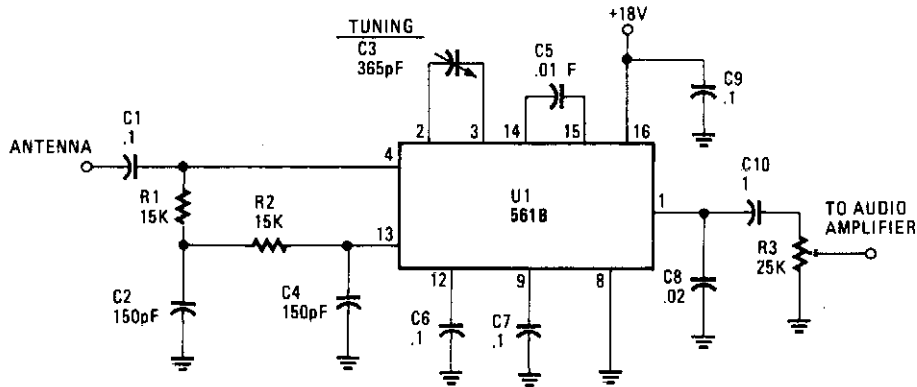 +18V
TUNING
C3
365pF
C5
.01 F
C9
.1
C1
.1
2
3
14
15
16
ANTENNA
4
C10
1
R1
15K
R2
15K
U1
561B
1
TO AUDIO
AMPLIFIER
13
R3
25K
12
9
8
C8
.02
C2
150pF
C4
150pF
C6
.1
C7
.1